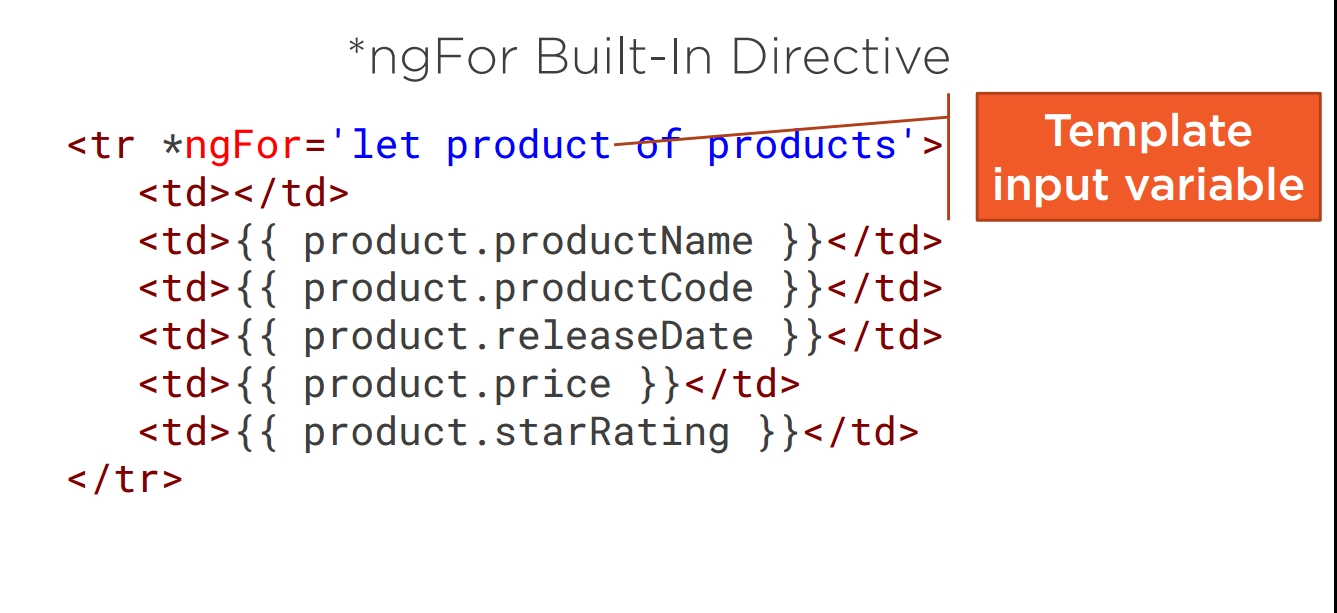 *ngFor Built-In Directive
<tr *ngFor='let product of products'>
<td></td>
<td>{{ product.productName }}</td>
<td>{{ product.productCode }}</td>
<td>{{ product.releaseDate }}</td>
<td>{{ product.price }}</td>
<td>{{ product.starRating }}</td>
</tr>
Template
input variable